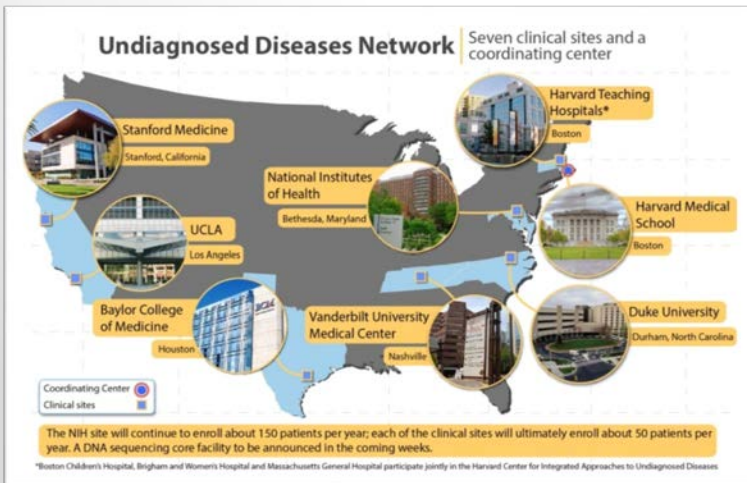 Undiagnosed Diseases Network
Seven clinical sites and a
coordinating center
Stanford Medicine
Stanford, California
UCLA
Los Angeles
Baylor College
of Medicine
Houston
National Institutes
of Health
Bethesda, Maryland
Vanderbilt University
Medical Center
Nashville
Harvard Teaching
Hospitals*
Boston
Harvard Medical
School
Boston
Duke University
Durham, North Carolina
Coordinating Center
Clinical sites
The NIH site will continue to enroll about 150 patients per year; each of the clinical sites will ultimately enroll about 50 patients per
year. A DNA sequencing core facility to be announced in the coming weeks.
*Boston Children's Hospital, Brigham and Women's Hospital and Massachusetts General Hospital participate jointly in the Harvard Center for Integrated Approaches to Undiagnosed Diseases